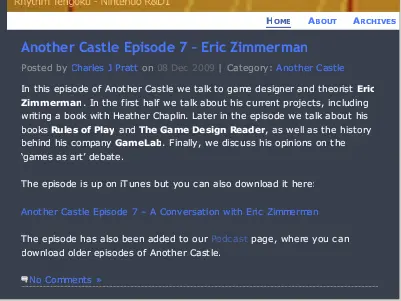 Rhythm Tengoku - Nintendo R&D1
HOME ABOUT ARCHIVES
Another Castle Episode 7 – Eric Zimmerman
Posted by Charles J Pratt on 08 Dec 2009 | Category: Another Castle
In this episode of Another Castle we talk to game designer and theorist Eric
Zimmerman. In the first half we talk about his current projects, including
writing a book with Heather Chaplin. Later in the episode we talk about his
books Rules of Play and The Game Design Reader, as well as the history
behind his company GameLab. Finally, we discuss his opinions on the
‘games as art’ debate.
The episode is up on iTunes but you can also download it here:
Another Castle Episode 7 – A Conversation with Eric Zimmerman
The episode has also been added to our Podcast page, where you can
download older episodes of Another Castle.
No Comments »